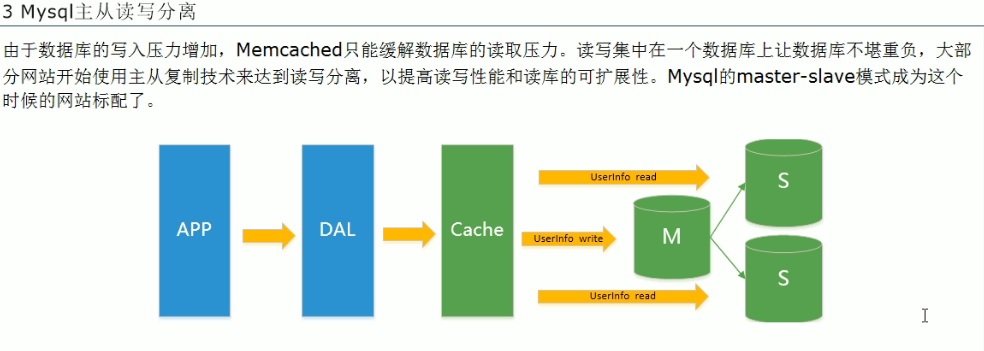 3 Mysql主从读写分离
由于数据库的写入压力增加，Memcached只能缓解数据库的读取压力。读写集中在一个数据库上让数据库不堪重负，大部
分网站开始使用主从复制技术来达到读写分离，以提高读写性能和读库的可扩展性。Mysql的master-slave模式成为这个
时候的网站标配了。
APP
DAL
Cache
UserInfo read
UserInfo write
UserInfo read
M
S
S